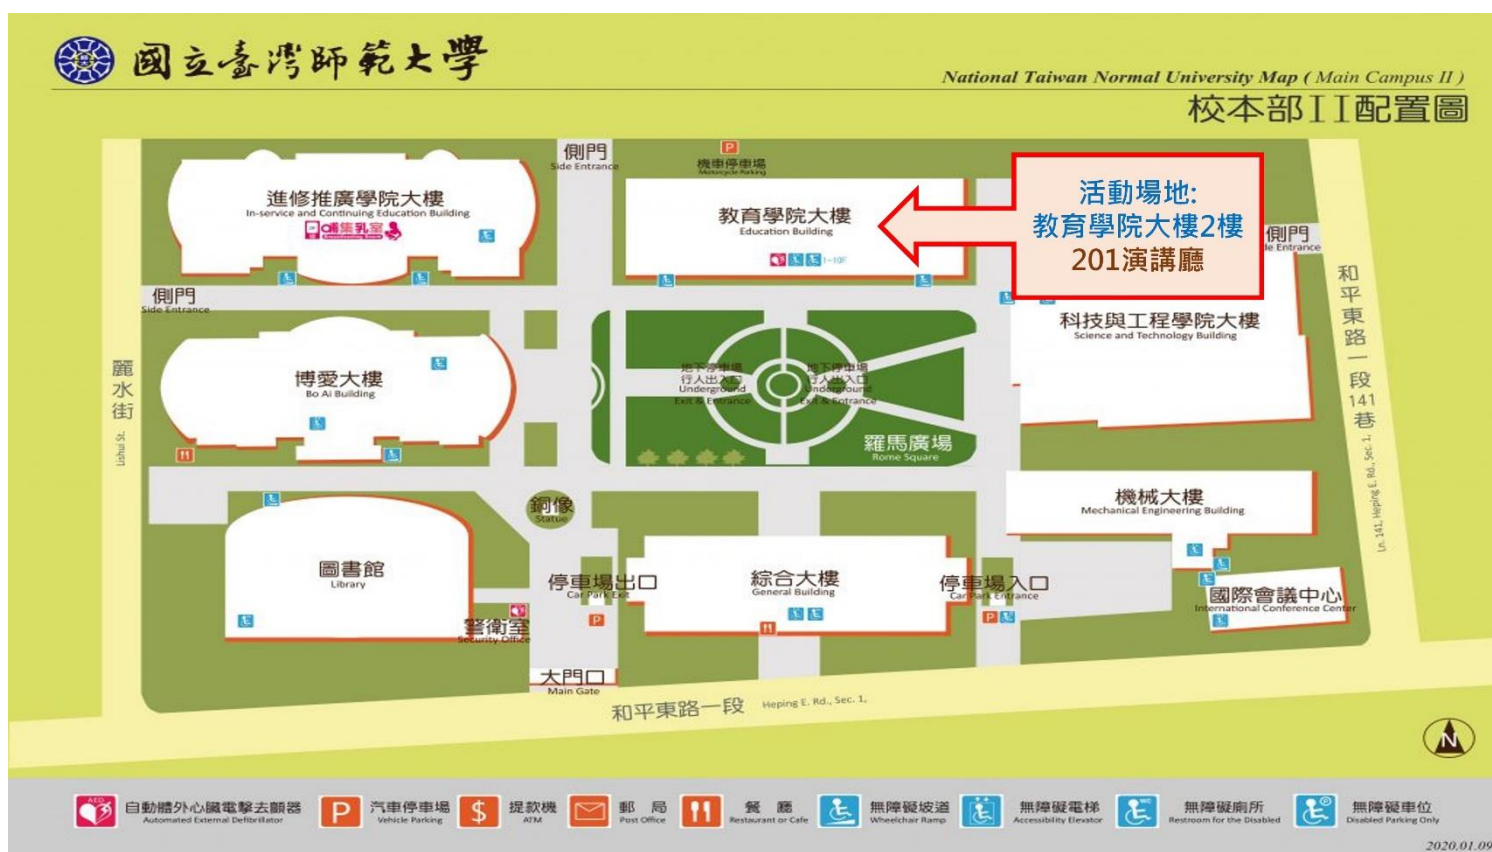 國立臺灣師範大學
National Taiwan Normal University Map ( Main Campus II )
校本部II配置圖
側門
Side Entrance
P
機車停車場
Motorcycle Parking
進修推廣學院大樓
In-service and Continuing Education Building
哺集乳室
教育學院大樓
Education Building
1~10F
活動場地:
教育學院大樓2樓
201演講廳
側門
de Entrance
側門
Side Entrance
科技與工程學院大樓
Science and Technology Building
和平東路一段141巷
Ln. 141, Heping E. Rd., Sec. 1,
麗水街
Lishui St.
博愛大樓
Bo Ai Building
地下停車場
行人出入口
Underground
Exit & Entrance
地下停車場
行人出入口
Underground
Exit & Entrance
羅馬廣場
Rome Square
銅像
Statue
機械大樓
Mechanical Engineering Building
圖書館
Library
停車場出口
Car Park Exit
P
綜合大樓
General Building
停車場入口
Car Park Entrance
P
國際會議中心
International Conference Center
警衛室
Security Office
大門口
Main Gate
和平東路一段 Heping E. Rd., Sec. 1,
N
AED
自動體外心臟電擊去顫器
Automated External Defibrillator
P
汽車停車場
Vehicle Parking
$
提款機
ATM
郵局
Post Office
餐廳
Restaurant or Cafe
無障礙坡道
Wheelchair Ramp
無障礙電梯
Accessibility Elevator
無障礙廁所
Restroom for the Disabled
P
無障礙車位
Disabled Parking Only
2020.01.09